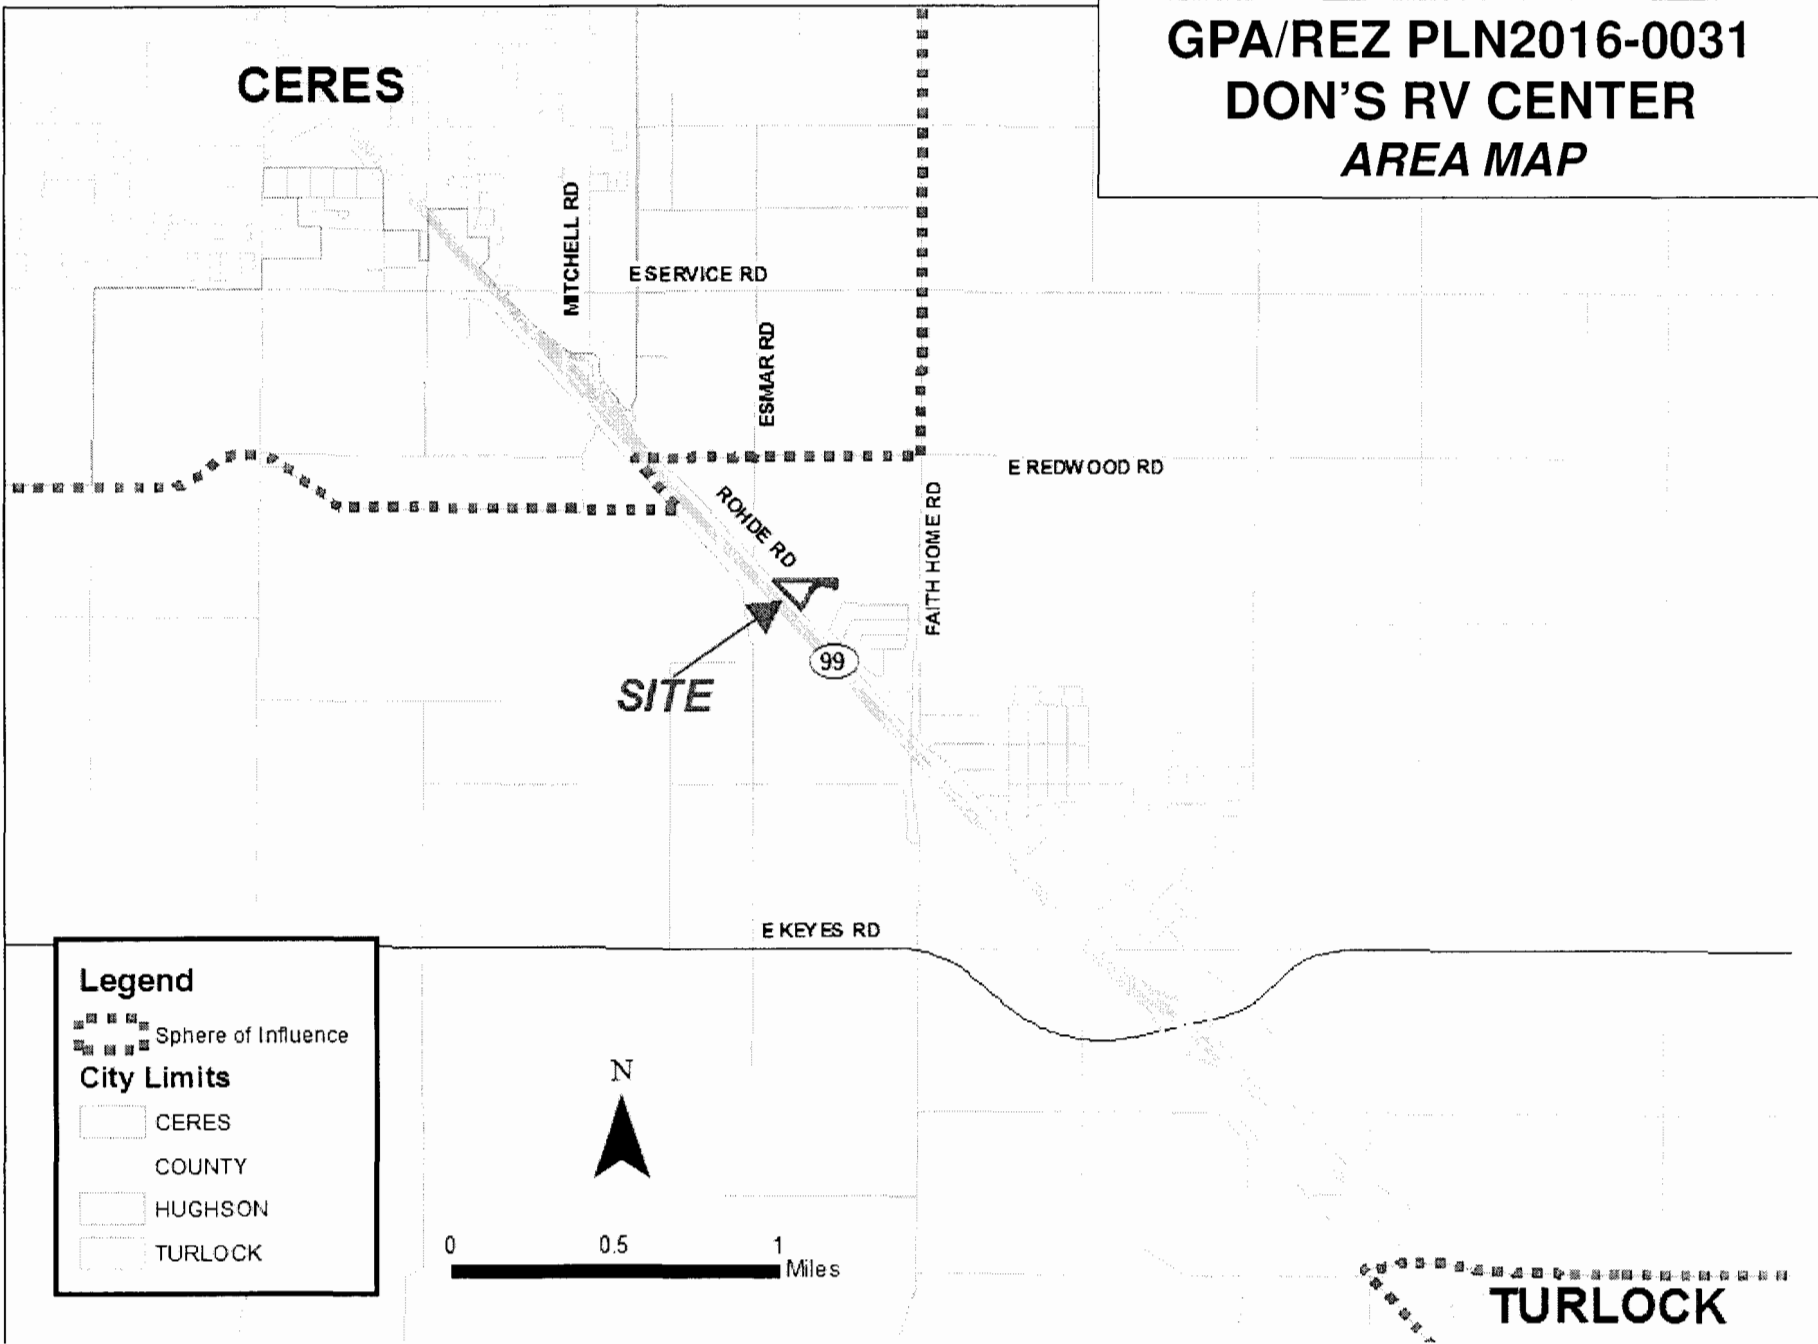 GPA/REZ PLN2016-0031
DON'S RV CENTER
AREA MAP
CERES
MITCHELL RD
E SERVICE RD
ESMAR RD
E REDWOOD RD
ROHDE RD
FAITH HOME RD
99
SITE
E KEYES RD
Legend
Sphere of Influence
City Limits
CERES
COUNTY
HUGHSON
TURLOCK
N
0 0.5 1
Miles
TURLOCK